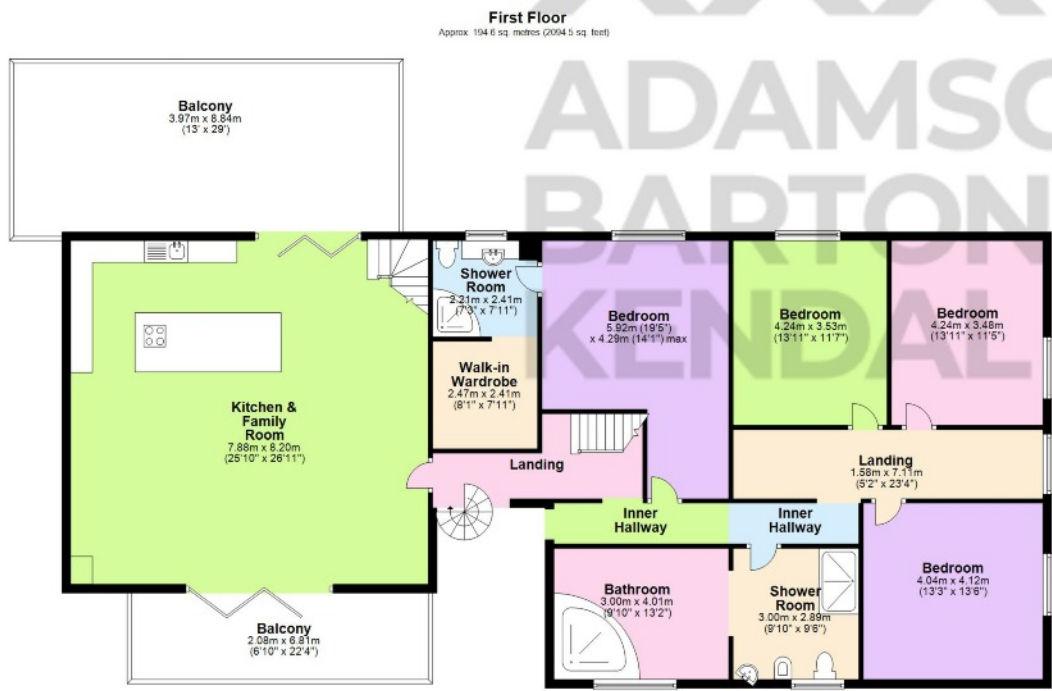 First Floor
Approx. 194.6 sq. metres (2094.5 sq. feet)
ADAMSO
BARTON
KENDAL
Balcony
3.97m x 8.84m
(13' x 29')
Shower
Room
2.21m x 2.41m
(7'3" x 7'11")
Bedroom
5.92m (19'5")
x 4.29m (14'1") max
Bedroom
4.24m x 3.53m
(13'11" x 11'7")
Bedroom
4.24m x 3.48m
(13'11" x 11'5")
Walk-in
Wardrobe
2.47m x 2.41m
(8'1" x 7'11")
Kitchen &
Family
Room
7.88m x 8.20m
(25'10" x 26'11")
Landing
Landing
1.58m x 7.11m
(5'2" x 23'4")
Inner
Hallway
Inner
Hallway
Bathroom
3.00m x 4.01m
(9'10" x 13'2")
Shower
Room
3.00m x 2.89m
(9'10" x 9'6")
Bedroom
4.04m x 4.12m
(13'3" x 13'6")
Balcony
2.08m x 6.81m
(6'10" x 22'4")